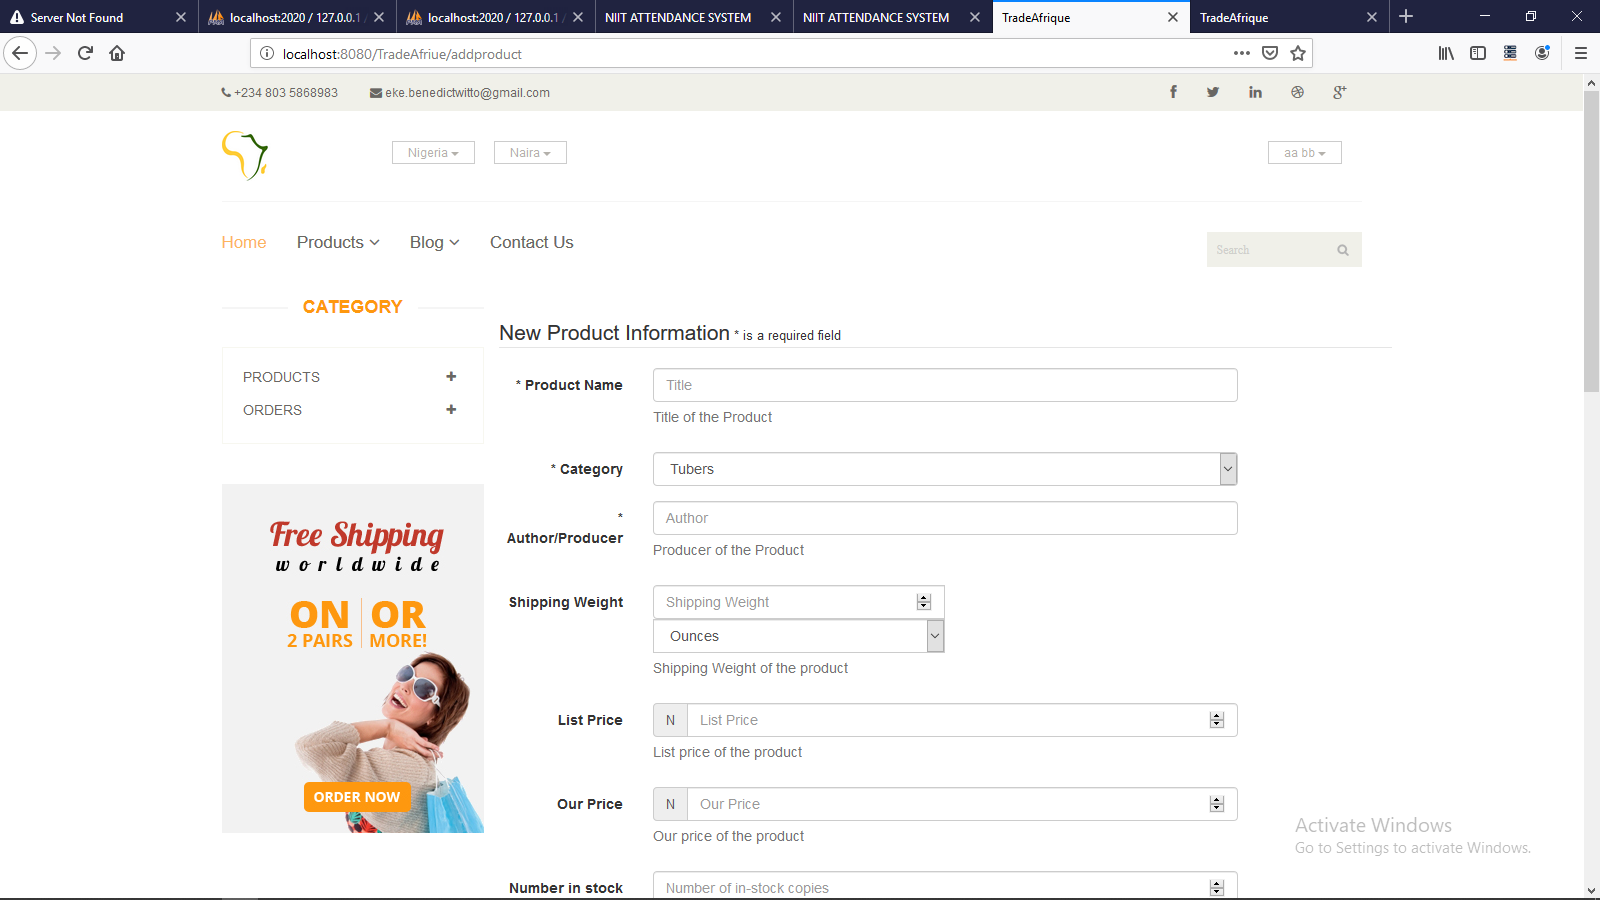 Server Not Found
localhost:2020 / 127.0.0.1 /
localhost:2020 / 127.0.0.1 /
NIIT ATTENDANCE SYSTEM
NIIT ATTENDANCE SYSTEM
TradeAfrique
TradeAfrique
localhost:8080/TradeAfriue/addproduct
+234 803 5868983
eke.benedictwitto@gmail.com
Nigeria
Naira
aa bb
Home
Products
Blog
Contact Us
Search
CATEGORY
PRODUCTS
ORDERS
Free Shipping
worldwide
ON OR
2 PAIRS MORE!
ORDER NOW
New Product Information * is a required field
* Product Name
Title
Title of the Product
* Category
Tubers
* Author/Producer
Author
Producer of the Product
Shipping Weight
Shipping Weight
Ounces
Shipping Weight of the product
List Price
N List Price
List price of the product
Our Price
N Our Price
Our price of the product
Number in stock
Number of in-stock copies
Activate Windows
Go to Settings to activate Windows.